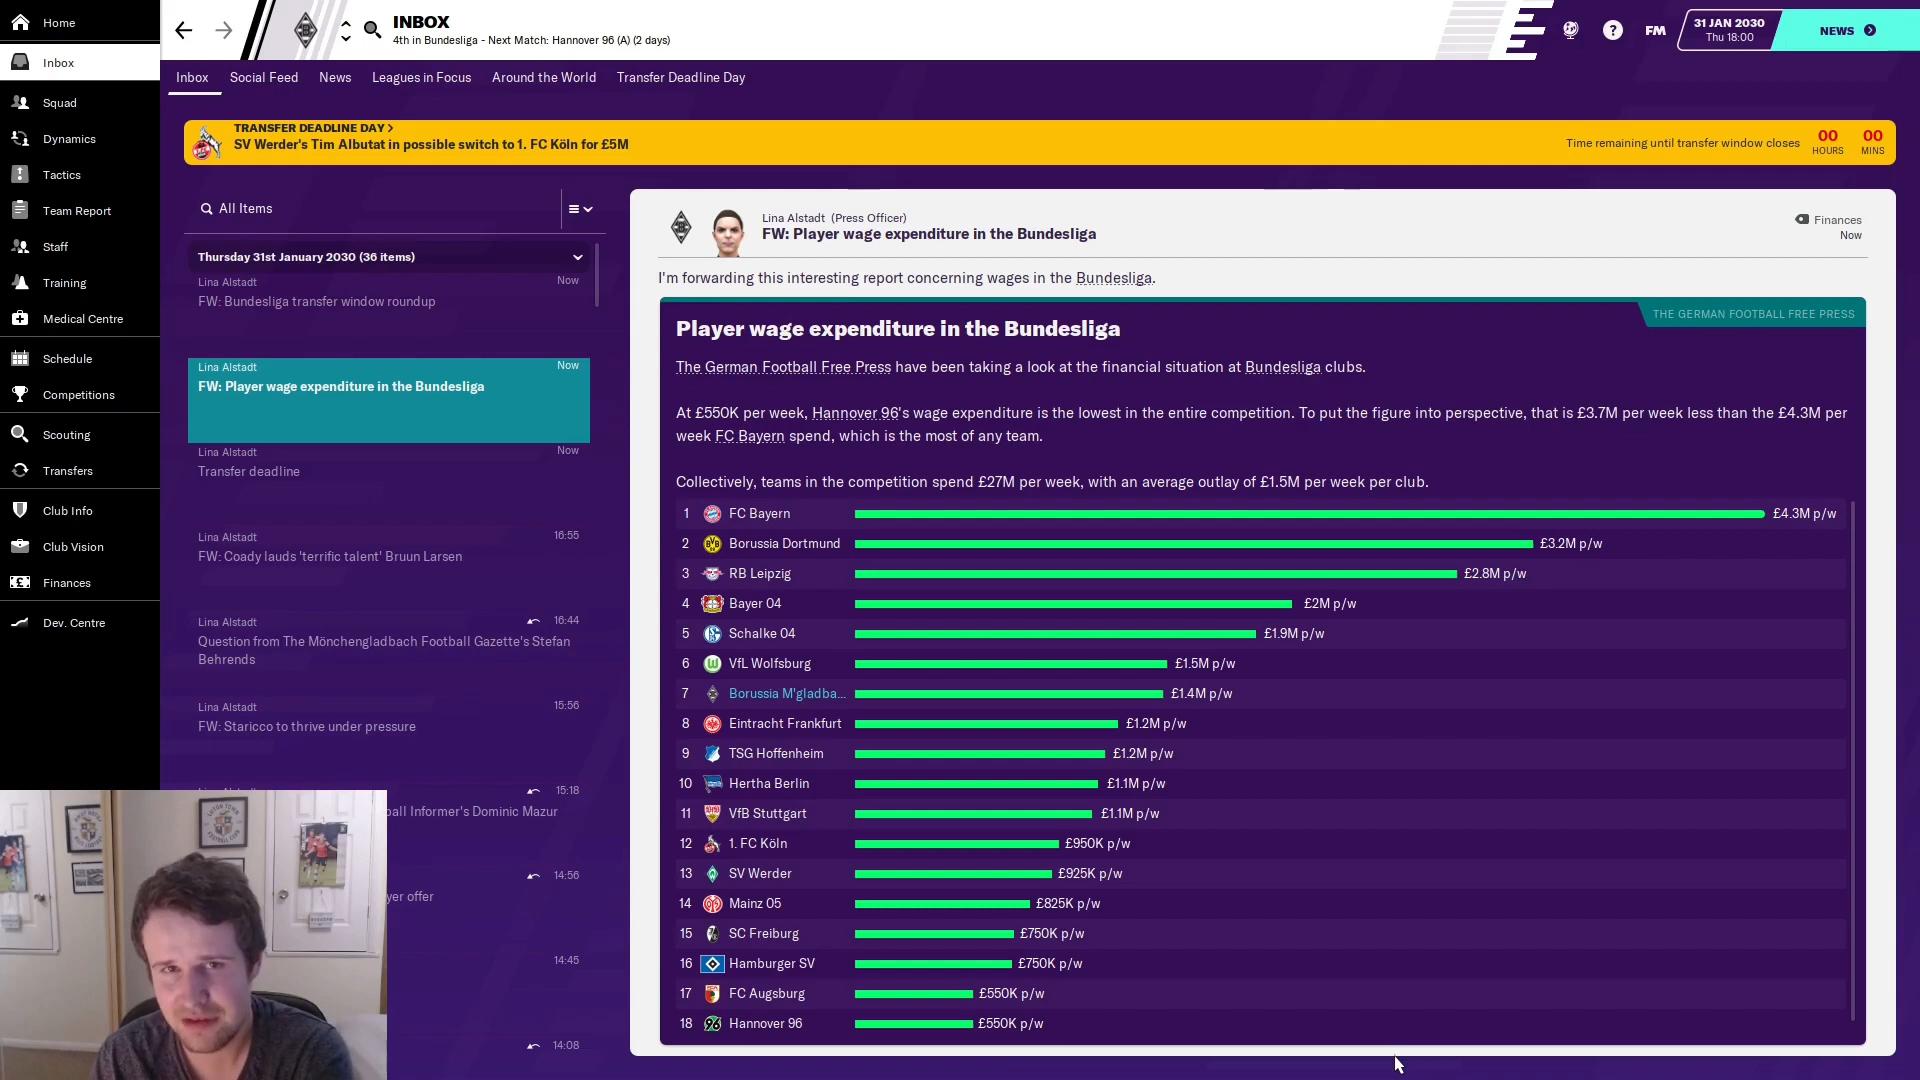 Home
Inbox
Squad
Dynamics
Tactics
Team Report
Staff
Training
Medical Centre
Schedule
Competitions
Scouting
Transfers
Club Info
Club Vision
Finances
Dev. Centre
INBOX
4th in Bundesliga - Next Match: Hannover 96 (A) (2 days)
?
FM
31 JAN 2030
Thu 18:00
NEWS
Inbox
Social Feed
News
Leagues in Focus
Around the World
Transfer Deadline Day
TRANSFER DEADLINE DAY >
SV Werder's Tim Albutat in possible switch to 1. FC Köln for £5M
Time remaining until transfer window closes
00 HOURS
00 MINS
All Items
Thursday 31st January 2030 (36 items)
Lina Alstadt Now
FW: Bundesliga transfer window roundup
Lina Alstadt Now
FW: Player wage expenditure in the Bundesliga
Lina Alstadt Now
Transfer deadline
Lina Alstadt 16:55
FW: Coady lauds 'terrific talent' Bruun Larsen
Lina Alstadt 16:44
Question from The Mönchengladbach Football Gazette's Stefan
Behrends
Lina Alstadt 15:56
FW: Staricco to thrive under pressure
15:18
ball Informer's Dominic Mazur
14:56
yer offer
14:45
14:08
Lina Alstadt (Press Officer)
FW: Player wage expenditure in the Bundesliga
Finances
Now
I'm forwarding this interesting report concerning wages in the Bundesliga.
THE GERMAN FOOTBALL FREE PRESS
Player wage expenditure in the Bundesliga
The German Football Free Press have been taking a look at the financial situation at Bundesliga clubs.
At £550K per week, Hannover 96's wage expenditure is the lowest in the entire competition. To put the figure into perspective, that is £3.7M per week less than the £4.3M per
week FC Bayern spend, which is the most of any team.
Collectively, teams in the competition spend £27M per week, with an average outlay of £1.5M per week per club.
1 FC Bayern £4.3M p/w
2 Borussia Dortmund £3.2M p/w
3 RB Leipzig £2.8M p/w
4 Bayer 04 £2M p/w
5 Schalke 04 £1.9M p/w
6 VfL Wolfsburg £1.5M p/w
7 Borussia M'gladba... £1.4M p/w
8 Eintracht Frankfurt £1.2M p/w
9 TSG Hoffenheim £1.2M p/w
10 Hertha Berlin £1.1M p/w
11 VfB Stuttgart £1.1M p/w
12 1. FC Köln £950K p/w
13 SV Werder £925K p/w
14 Mainz 05 £825K p/w
15 SC Freiburg £750K p/w
16 Hamburger SV £750K p/w
17 FC Augsburg £550K p/w
18 Hannover 96 £550K p/w